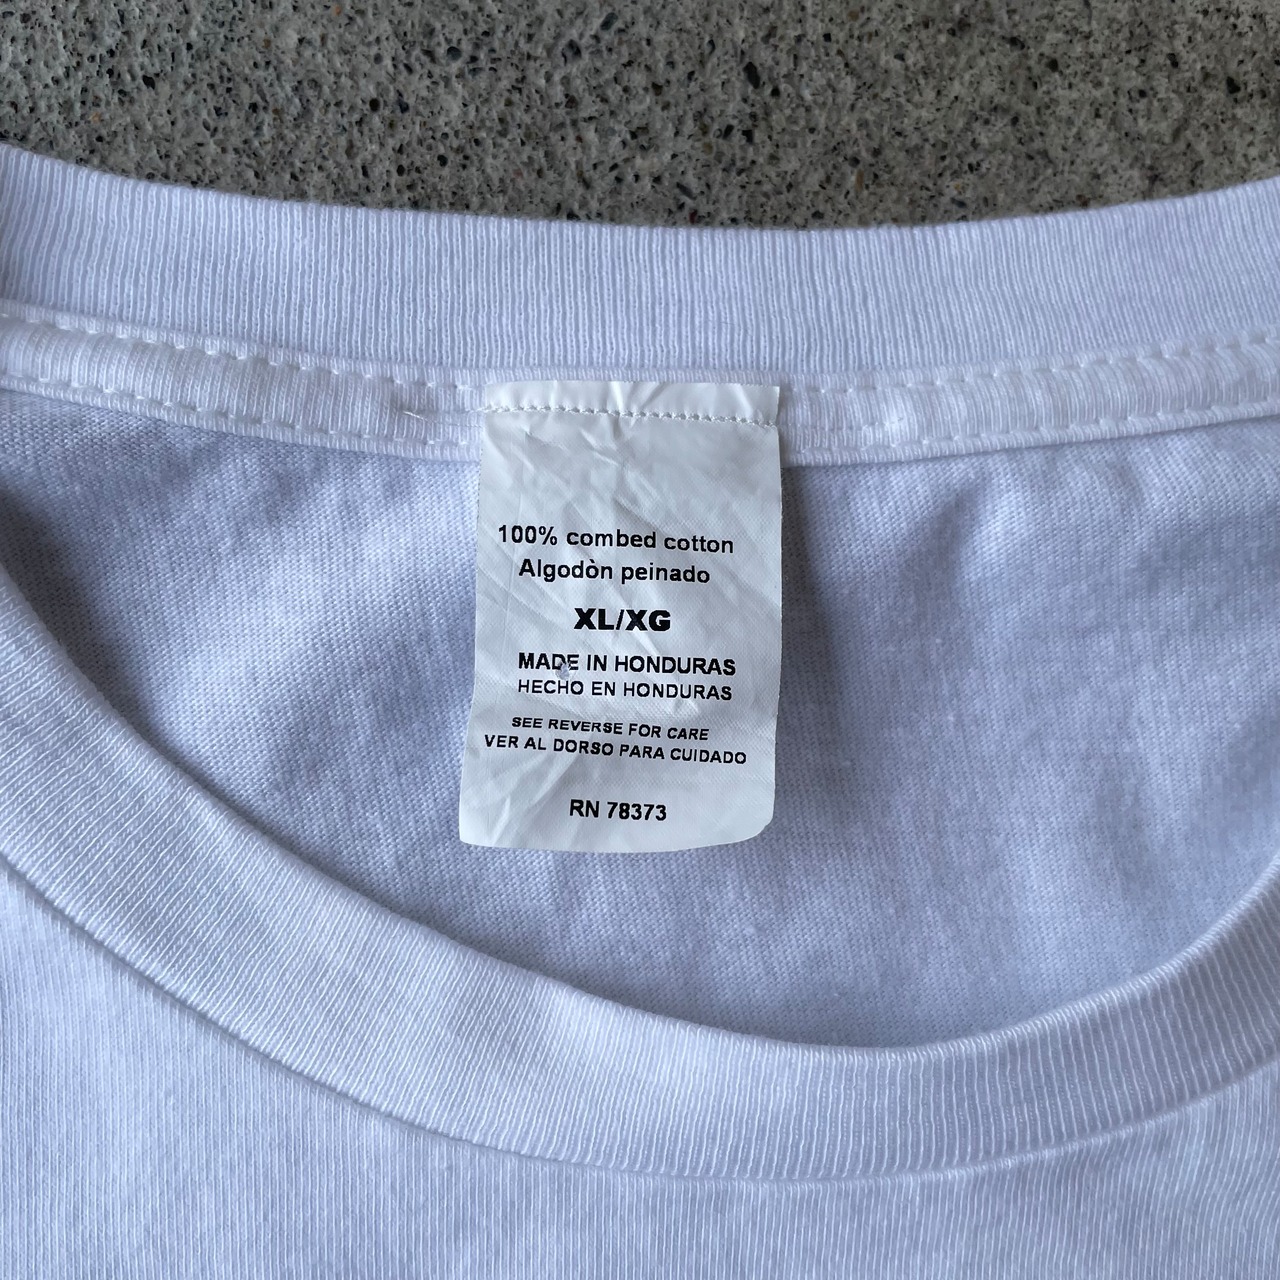 100% combed cotton
Algodòn peinado
XL/XG
MADE IN HONDURAS
HECHO EN HONDURAS
SEE REVERSE FOR CARE
VER AL DORSO PARA CUIDADO
RN 78373